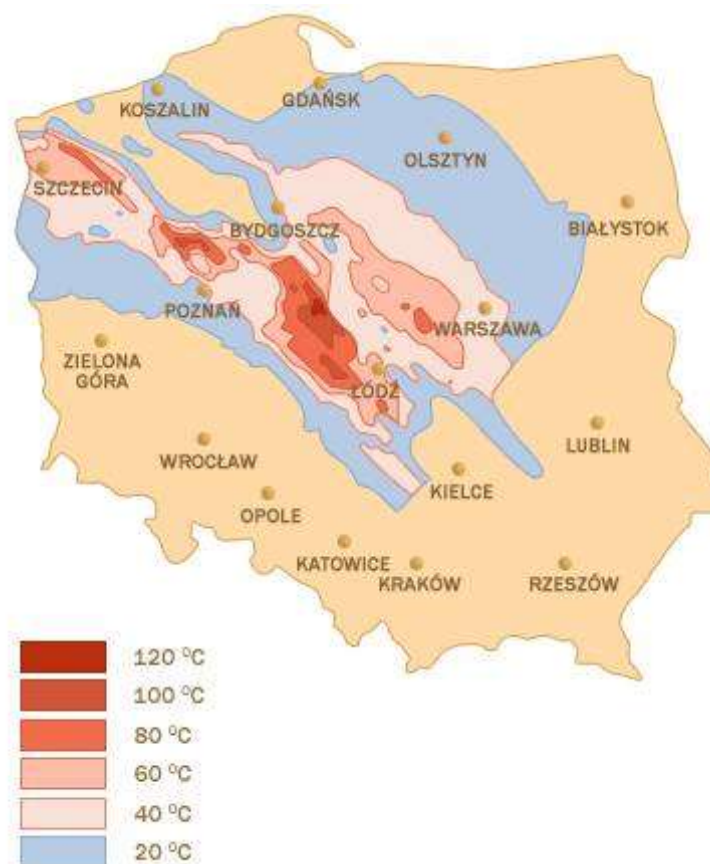 KOSZALIN
GDAŃSK
OLSZTYN
SZCZECIN
BYDGOSZCZ
BIAŁYSTOK
POZNAŃ
WARSZAWA
ZIELONA
GÓRA
ŁÓDŹ
LUBLIN
WROCŁAW
KIELCE
OPOLE
KATOWICE
KRAKÓW
RZESZÓW
120 °C
100 °C
80 °C
60 °C
40 °C
20 °C